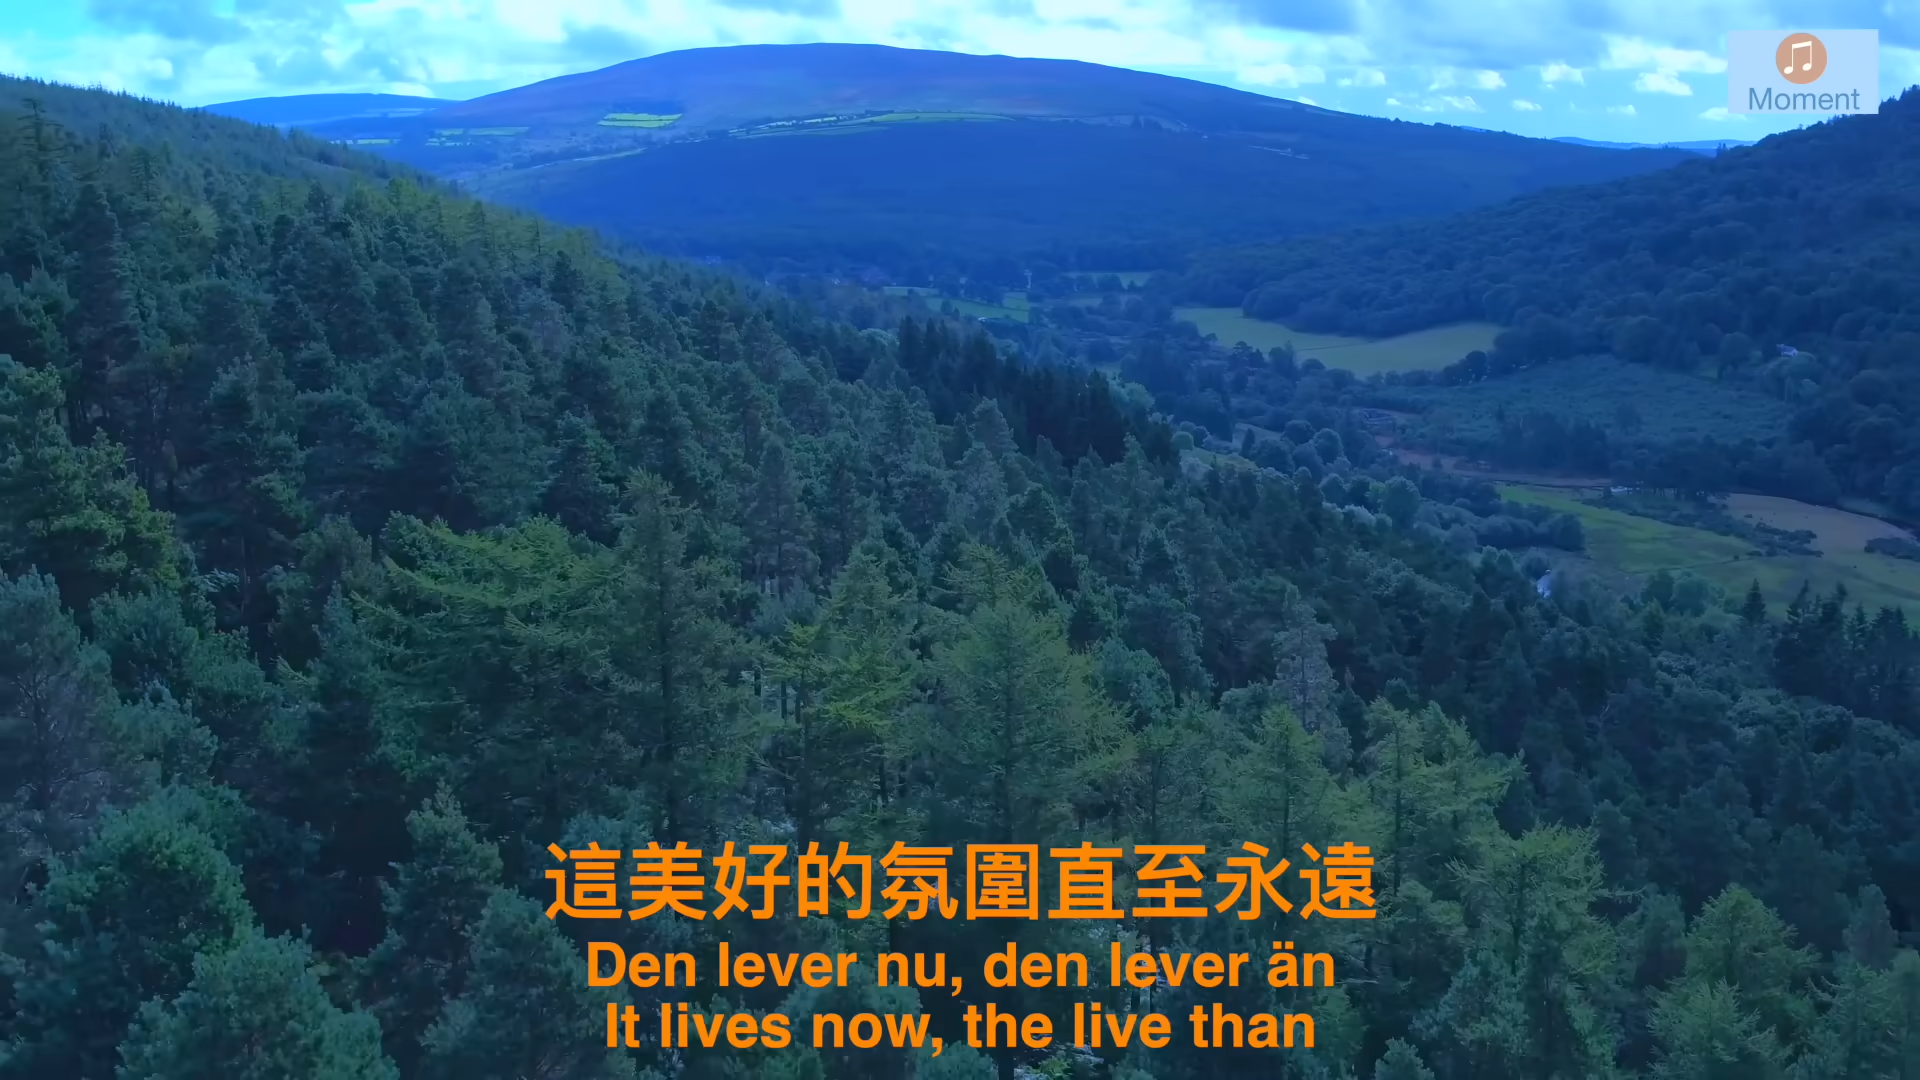 Moment
這美好的氛圍直至永遠
Den lever nu, den lever än
It lives now, the live than